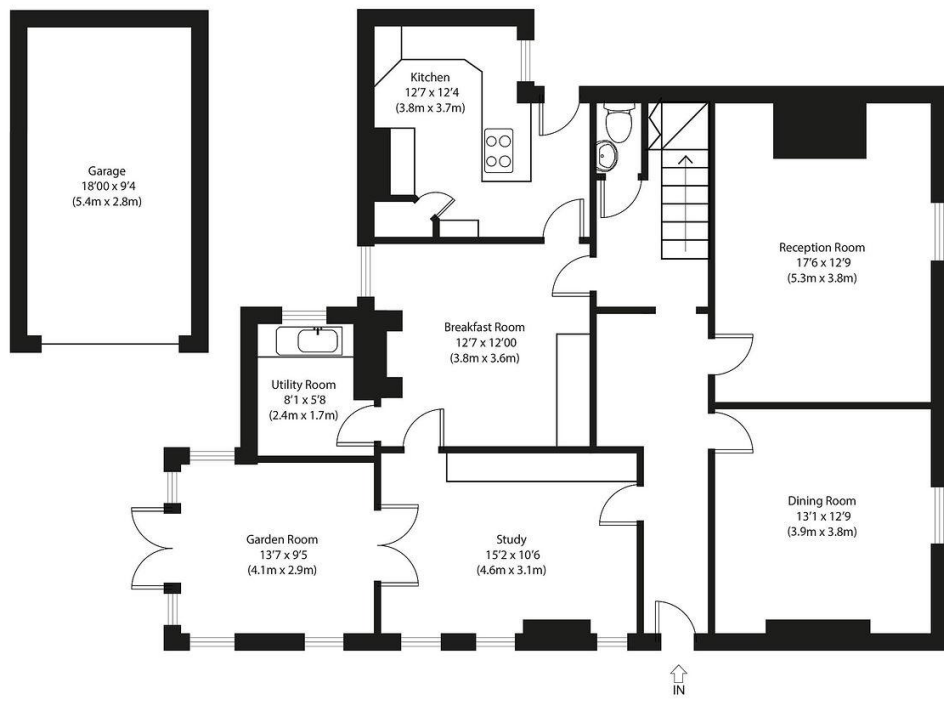 Kitchen
12'7 x 12'4
(3.8m x 3.7m)
Garage
18'00 x 9'4
(5.4m x 2.8m)
Reception Room
17'6 x 12'9
(5.3m x 3.8m)
Breakfast Room
12'7 x 12'00
(3.8m x 3.6m)
Utility Room
8'1 x 5'8
(2.4m x 1.7m)
Dining Room
13'1 x 12'9
(3.9m x 3.8m)
Garden Room
13'7 x 9'5
(4.1m x 2.9m)
Study
15'2 x 10'6
(4.6m x 3.1m)
IN